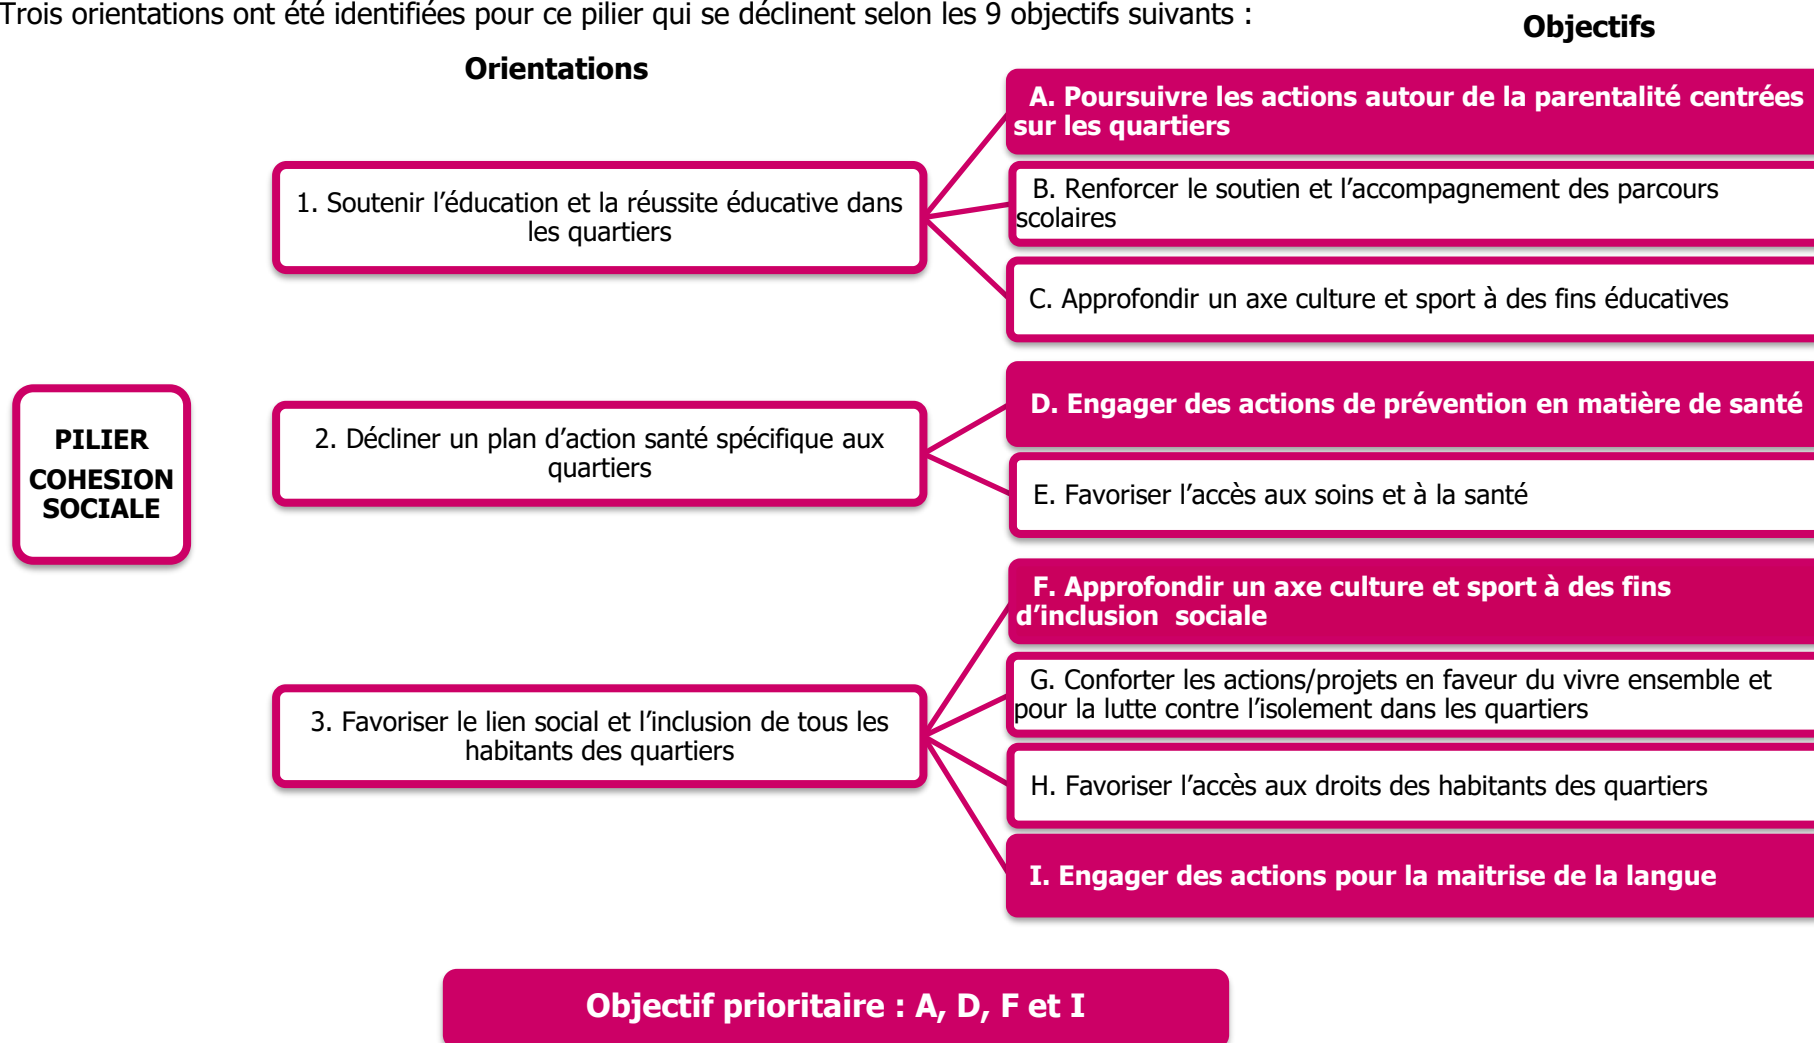 Trois orientations ont été identifiées pour ce pilier qui se déclinent selon les 9 objectifs suivants :
Objectifs
Orientations
A. Poursuivre les actions autour de la parentalité centrées
sur les quartiers
1. Soutenir l’éducation et la réussite éducative dans
les quartiers
B. Renforcer le soutien et l’accompagnement des parcours
scolaires
C. Approfondir un axe culture et sport à des fins éducatives
PILIER
COHESION
SOCIALE
2. Décliner un plan d’action santé spécifique aux
quartiers
D. Engager des actions de prévention en matière de santé
E. Favoriser l’accès aux soins et à la santé
3. Favoriser le lien social et l’inclusion de tous les
habitants des quartiers
F. Approfondir un axe culture et sport à des fins
d’inclusion  sociale
G. Conforter les actions/projets en faveur du vivre ensemble et
pour la lutte contre l’isolement dans les quartiers
H. Favoriser l’accès aux droits des habitants des quartiers
I. Engager des actions pour la maitrise de la langue
Objectif prioritaire : A, D, F et I